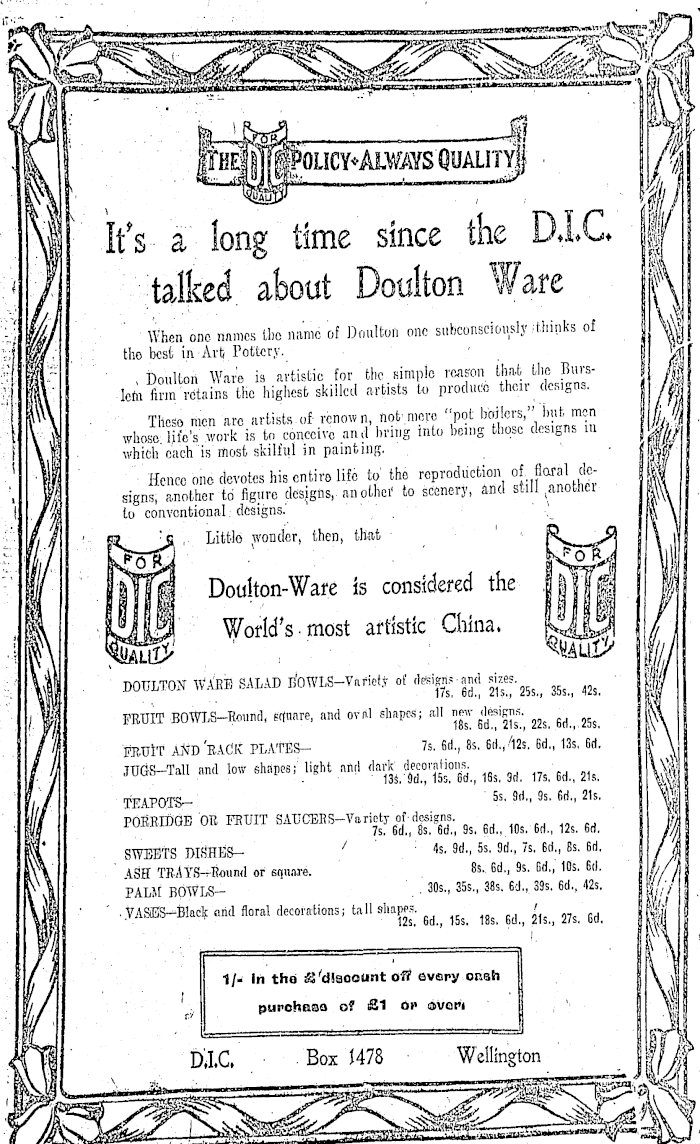 THE FOR DIC QUALITY POLICY ALWAYS QUALITY
It's a long time since the D.I.C.
talked about Doulton Ware
When one names the name of Doulton one subconsciously thinks of
the best in Art Pottery.
Doulton Ware is artistic for the simple reason that the Burs-
lem firm retains the highest skilled artists to produce their designs.
These men are artists of renown, not mere "pot boilers," but men
whose life's work is to conceive and bring into being those designs in
which each is most skilful in painting.
Hence one devotes his entire life to the reproduction of floral de-
signs, another to figure designs, another to scenery, and still another
to conventional designs.
Little wonder, then, that
FOR
DIC
QUALITY
Doulton-Ware is considered the
World's most artistic China.
FOR
DIC
QUALITY
DOULTON WARE SALAD BOWLS—Variety of designs and sizes.
17s. 6d., 21s., 25s., 35s., 42s.
FRUIT BOWLS—Round, square, and oval shapes; all new designs.
18s. 6d., 21s., 22s. 6d., 25s.
FRUIT AND RACK PLATES— 7s. 6d., 8s. 6d., 12s. 6d., 13s. 6d.
JUGS—Tall and low shapes; light and dark decorations.
13s. 9d., 15s. 6d., 16s. 9d. 17s. 6d., 21s.
TEAPOTS— 5s. 9d., 9s. 6d., 21s.
PORRIDGE OR FRUIT SAUCERS—Variety of designs.
7s. 6d., 8s. 6d., 9s. 6d., 10s. 6d., 12s. 6d.
SWEETS DISHES— 4s. 9d., 5s. 9d., 7s. 6d., 8s. 6d.
ASH TRAYS—Round or square. 8s. 6d., 9s. 6d., 10s. 6d.
PALM BOWLS— 30s., 35s., 38s. 6d., 39s. 6d., 42s.
VASES—Black and floral decorations; tall shapes.
12s. 6d., 15s. 18s. 6d., 21s., 27s. 6d.
1/- in the £ discount off every cash
purchase of £1 or over.
D.I.C. Box 1478 Wellington